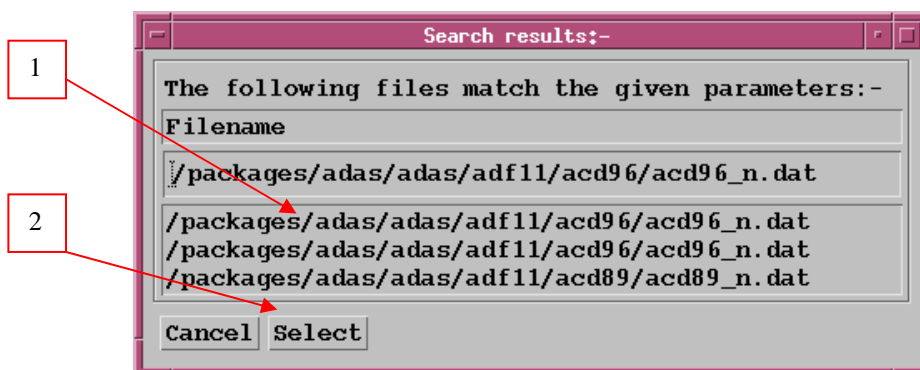 Search results:-
1
The following files match the given parameters:-
Filename
/packages/adas/adas/adf11/acd96/acd96_n.dat
2
/packages/adas/adas/adf11/acd96/acd96_n.dat
/packages/adas/adas/adf11/acd96/acd96_n.dat
/packages/adas/adas/adf11/acd89/acd89_n.dat
Cancel Select